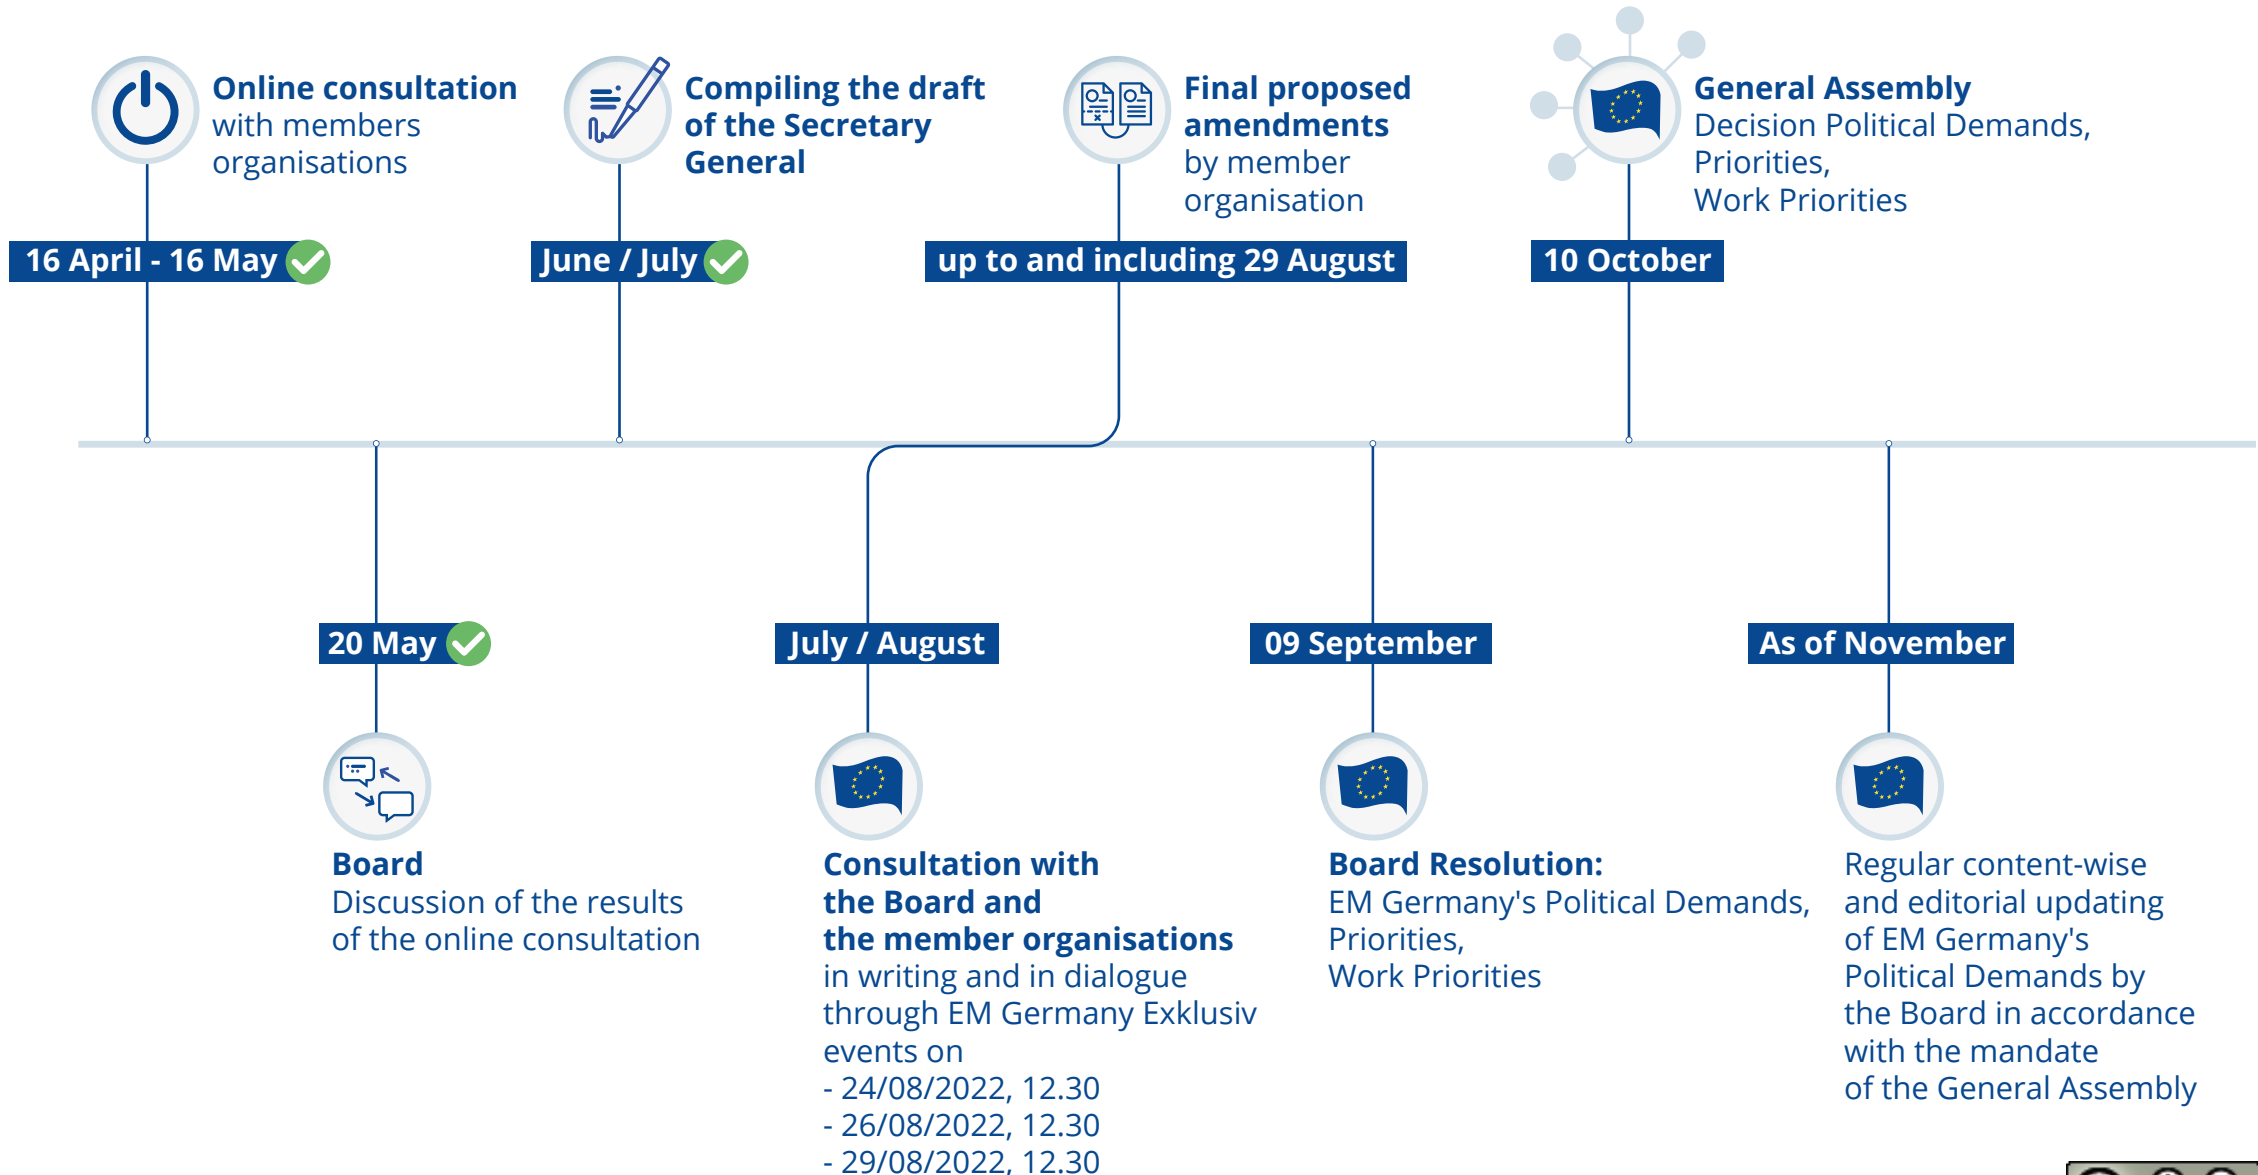 Online consultation
with members
organisations
16 April - 16 May
Compiling the draft
of the Secretary
General
June / July
Final proposed
amendments
by member
organisation
up to and including 29 August
General Assembly
Decision Political Demands,
Priorities,
Work Priorities
10 October
20 May
Board
Discussion of the results
of the online consultation
July / August
Consultation with
the Board and
the member organisations
in writing and in dialogue
through EM Germany Exklusiv
events on
- 24/08/2022, 12.30
- 26/08/2022, 12.30
- 29/08/2022, 12.30
09 September
Board Resolution:
EM Germany's Political Demands,
Priorities,
Work Priorities
As of November
Regular content-wise
and editorial updating
of EM Germany's
Political Demands by
the Board in accordance
with the mandate
of the General Assembly